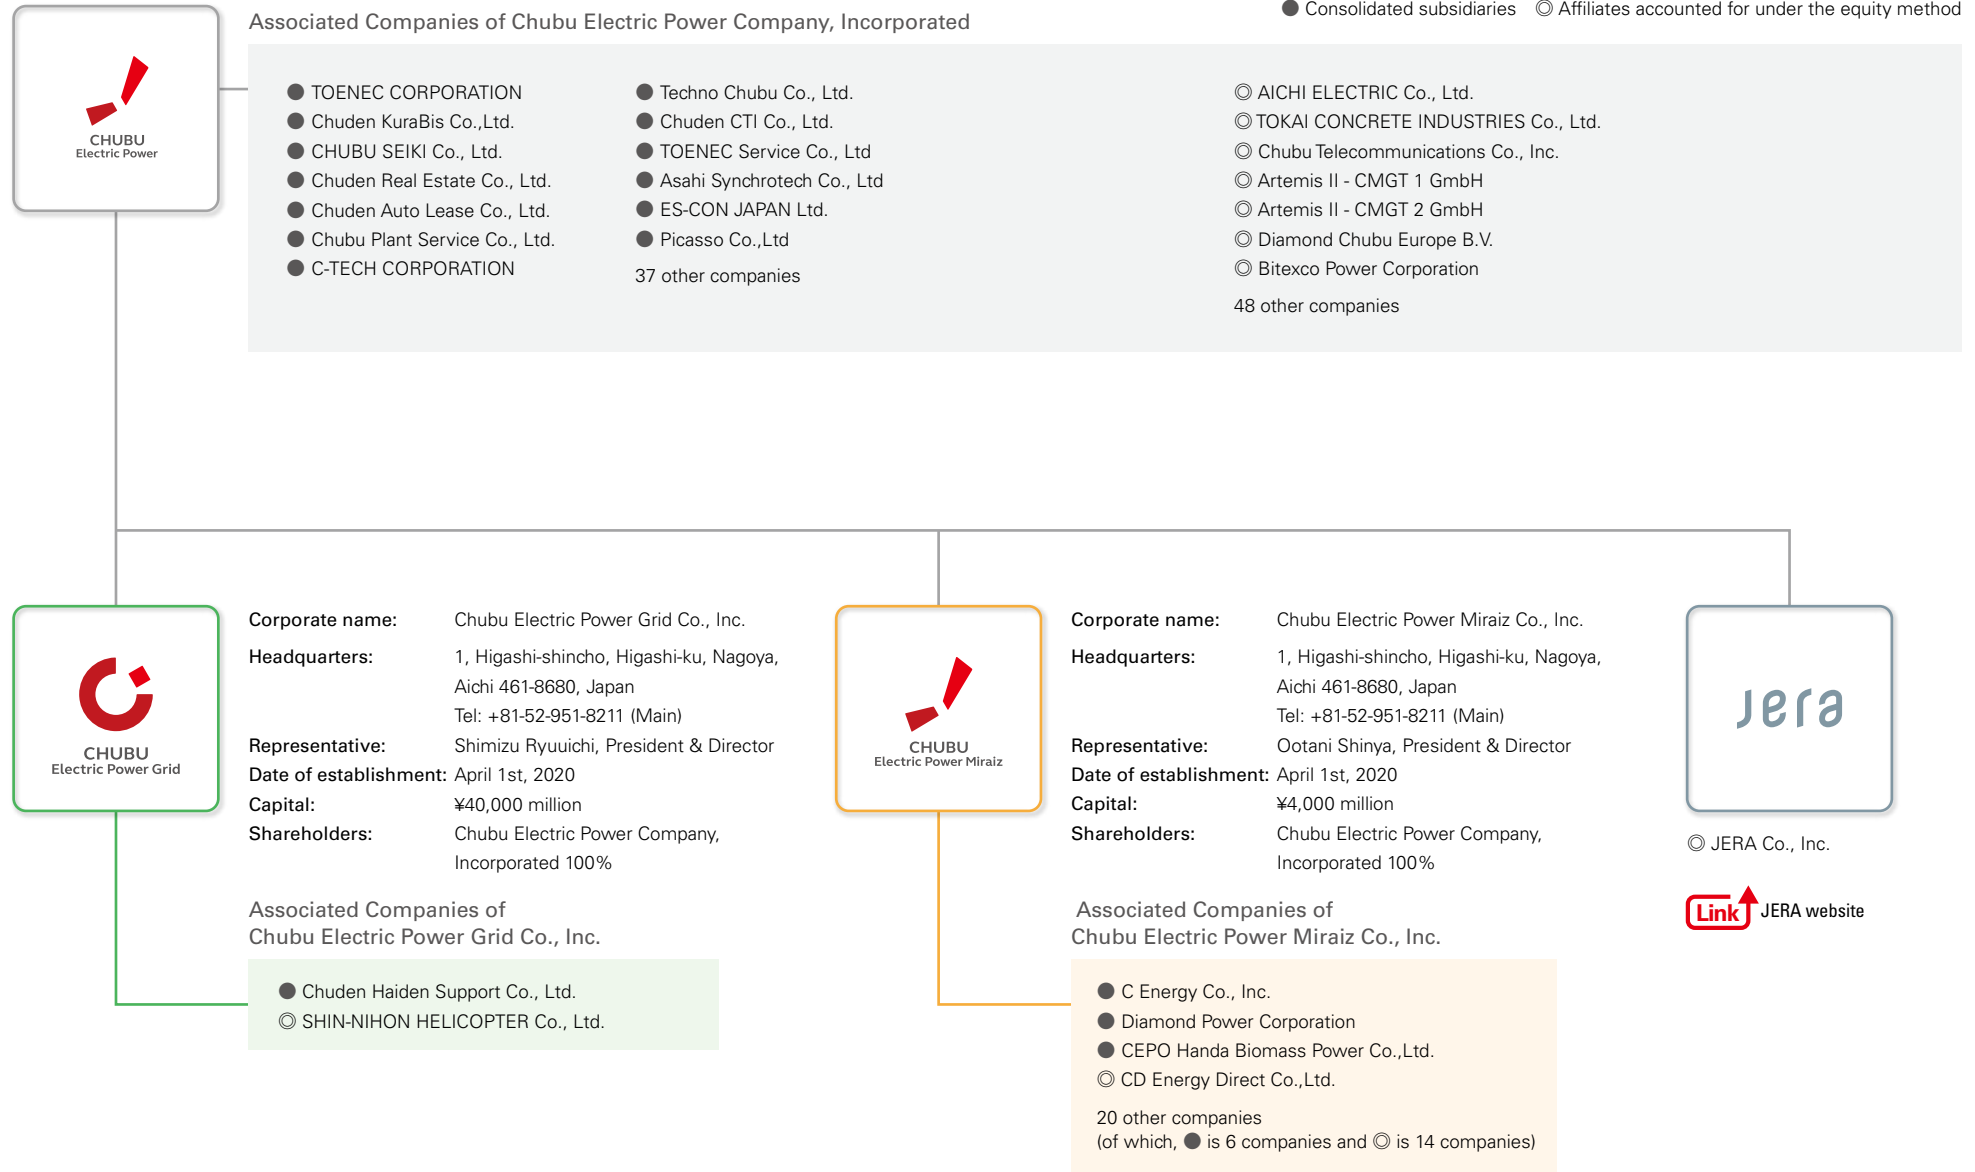 Associated Companies of Chubu Electric Power Company, Incorporated
● Consolidated subsidiaries ◎ Affiliates accounted for under the equity method
CHUBU
Electric Power
● TOENEC CORPORATION
● Chuden KuraBis Co.,Ltd.
● CHUBU SEIKI Co., Ltd.
● Chuden Real Estate Co., Ltd.
● Chuden Auto Lease Co., Ltd.
● Chubu Plant Service Co., Ltd.
● C-TECH CORPORATION
● Techno Chubu Co., Ltd.
● Chuden CTI Co., Ltd.
● TOENEC Service Co., Ltd
● Asahi Synchrotech Co., Ltd
● ES-CON JAPAN Ltd.
● Picasso Co.,Ltd
37 other companies
◎ AICHI ELECTRIC Co., Ltd.
◎ TOKAI CONCRETE INDUSTRIES Co., Ltd.
◎ Chubu Telecommunications Co., Inc.
◎ Artemis II - CMGT 1 GmbH
◎ Artemis II - CMGT 2 GmbH
◎ Diamond Chubu Europe B.V.
◎ Bitexco Power Corporation
48 other companies
CHUBU
Electric Power Grid
Corporate name: Chubu Electric Power Grid Co., Inc.
Headquarters: 1, Higashi-shincho, Higashi-ku, Nagoya,
Aichi 461-8680, Japan
Tel: +81-52-951-8211 (Main)
Representative: Shimizu Ryuuichi, President & Director
Date of establishment: April 1st, 2020
Capital: ¥40,000 million
Shareholders: Chubu Electric Power Company,
Incorporated 100%
Associated Companies of
Chubu Electric Power Grid Co., Inc.
● Chuden Haiden Support Co., Ltd.
◎ SHIN-NIHON HELICOPTER Co., Ltd.
CHUBU
Electric Power Miraiz
Corporate name: Chubu Electric Power Miraiz Co., Inc.
Headquarters: 1, Higashi-shincho, Higashi-ku, Nagoya,
Aichi 461-8680, Japan
Tel: +81-52-951-8211 (Main)
Representative: Ootani Shinya, President & Director
Date of establishment: April 1st, 2020
Capital: ¥4,000 million
Shareholders: Chubu Electric Power Company,
Incorporated 100%
Associated Companies of
Chubu Electric Power Miraiz Co., Inc.
● C Energy Co., Inc.
● Diamond Power Corporation
● CEPO Handa Biomass Power Co.,Ltd.
◎ CD Energy Direct Co.,Ltd.
20 other companies
(of which, ● is 6 companies and ◎ is 14 companies)
Jera
◎ JERA Co., Inc.
Link JERA website